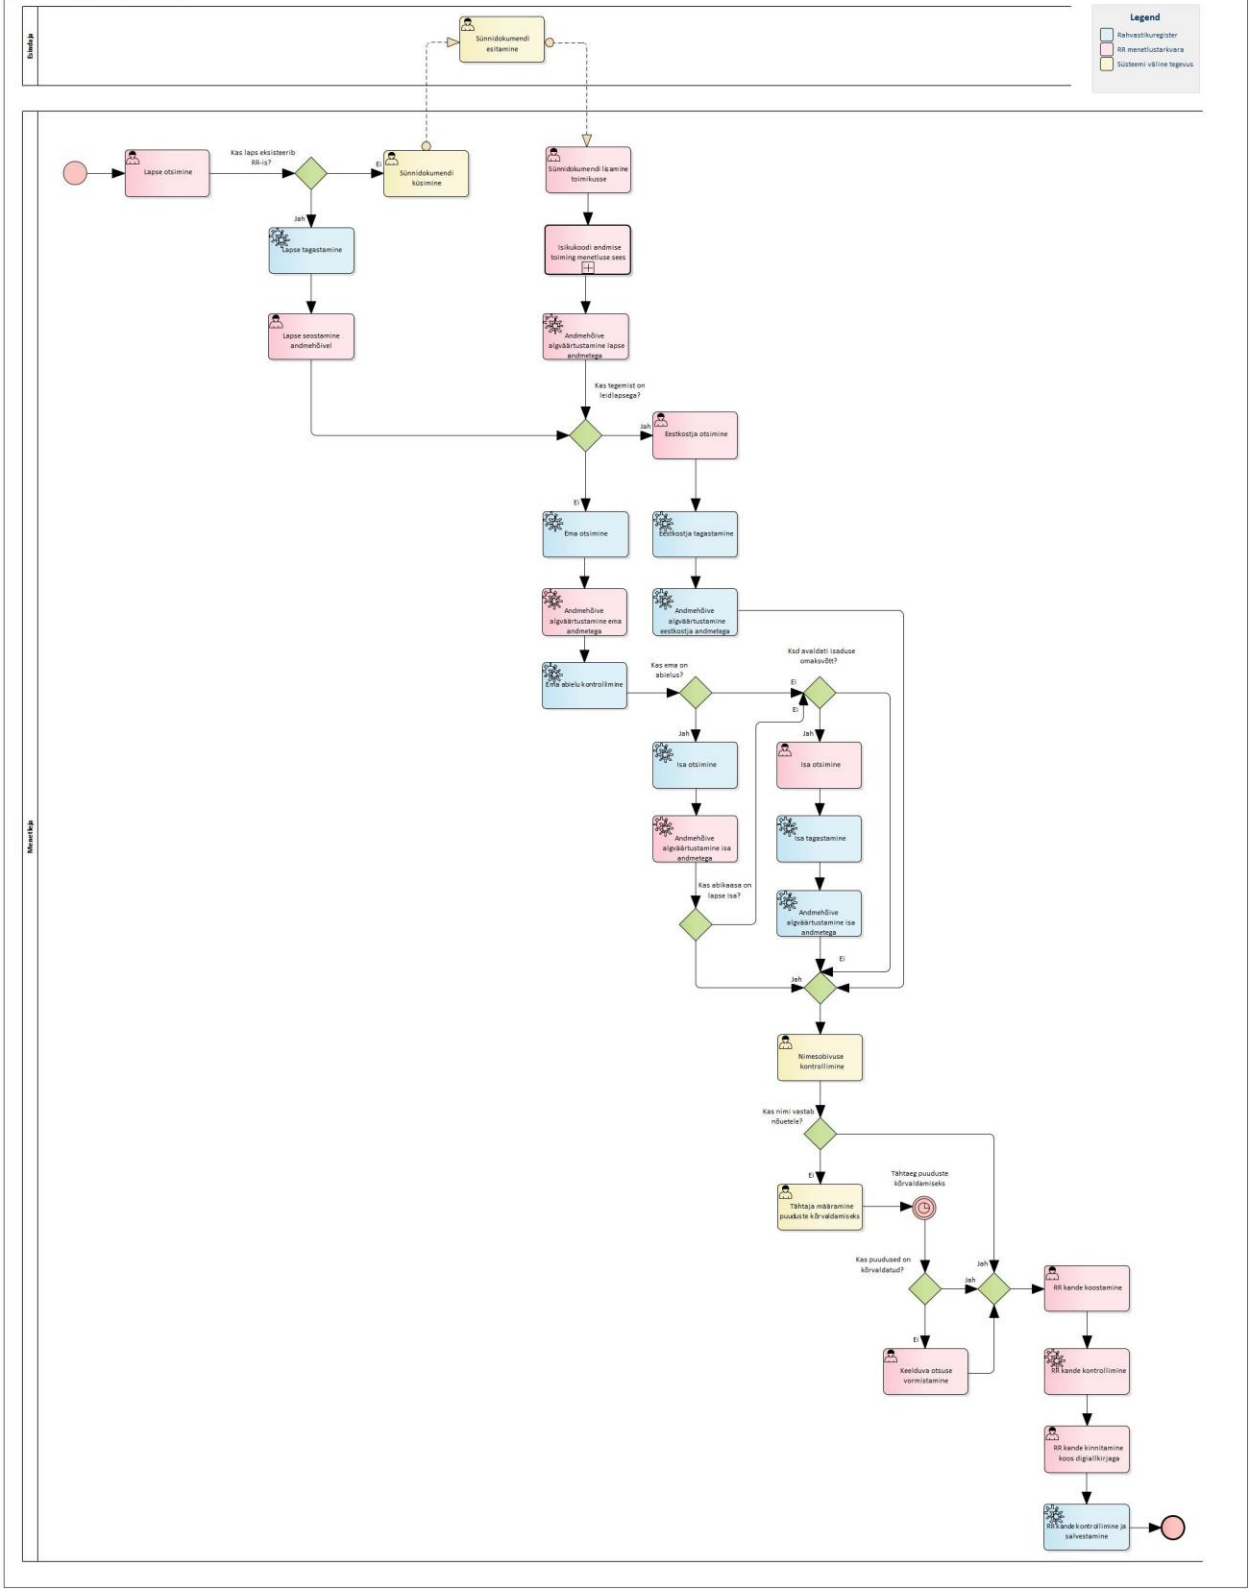 Esindaja
Sünnidokumendi
esitamine
Legend
Rahvastikuregister
RR menetlustarkvara
Süsteemi väline tegevus
Menetleja
Lapse otsimine
Kas laps eksisteerib
RR-is?
Ei
Sünnidokumendi
küsimine
Sünnidokumendi lisamine
toimikusse
Jah
Lapse tagastamine
Isikukoodi andmise
toiming menetluse sees
Lapse seostamine
andmehõivel
Andmehõive
algväärtustamine lapse
andmetega
Kas tegemist on
leidlapsega?
Jah
Eestkostja otsimine
Ei
Ema otsimine
Eestkostja tagastamine
Andmehõive
algväärtustamine ema
andmetega
Andmehõive
algväärtustamine
eestkostja andmetega
Ema abielu kontrollimine
Kas ema on
abielus?
Ksd avaldati isaduse
omaksvõtt?
Ei
Ei
Jah
Isa otsimine
Jah
Isa otsimine
Andmehõive
algväärtustamine isa
andmetega
Isa tagastamine
Kas abikaasa on
lapse isa?
Andmehõive
algväärtustamine isa
andmetega
Ei
Jah
Nimesobivuse
kontrollimine
Kas nimi vastab
nõuetele?
Ei
Tähtaja määramine
puuduste kõrvaldamiseks
Tähtaeg puuduste
kõrvaldamiseks
Kas puudused on
kõrvaldatud?
Jah
Jah
RR kande koostamine
Ei
Keelduva otsuse
vormistamine
RR kande kontrollimine
RR kande kinnitamine
koos digiallkirjaga
RR kande kontrollimine ja
salvestamine